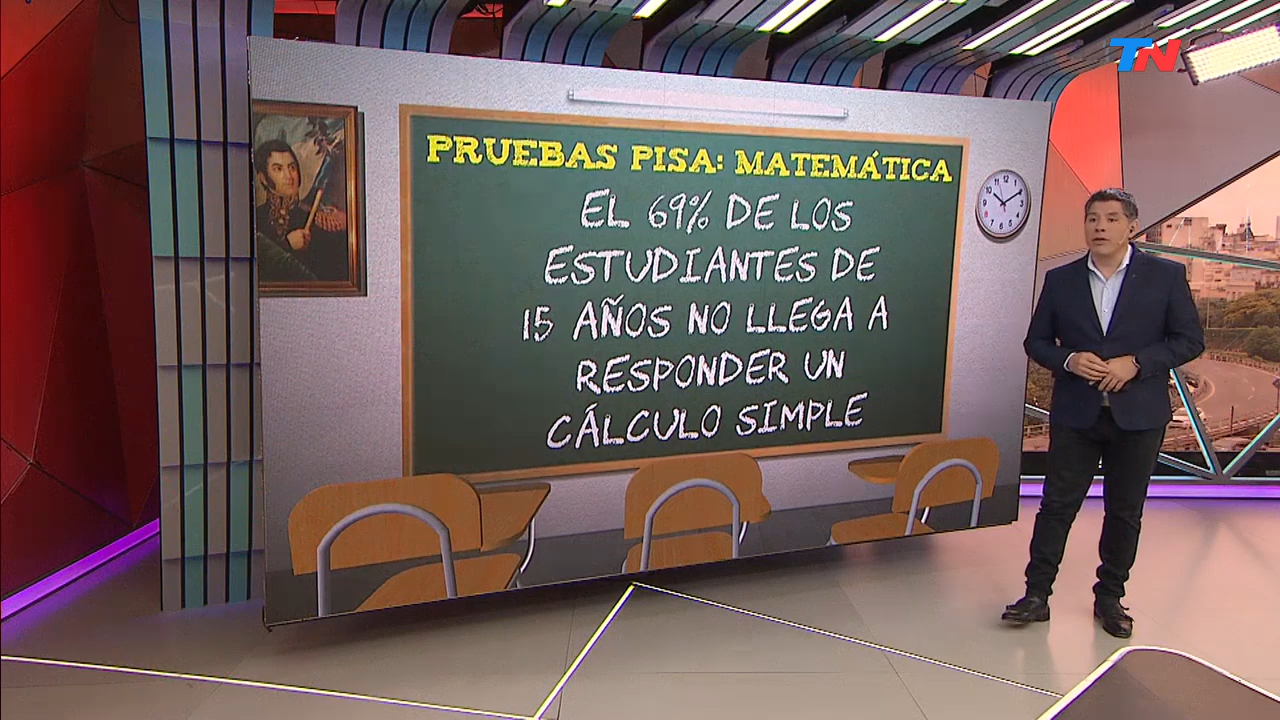 TN
PRUEBAS PISA: MATEMÁTICA
EL 69% DE LOS
ESTUDIANTES DE
15 AÑOS NO LLEGA A
RESPONDER UN
CÁLCULO SIMPLE